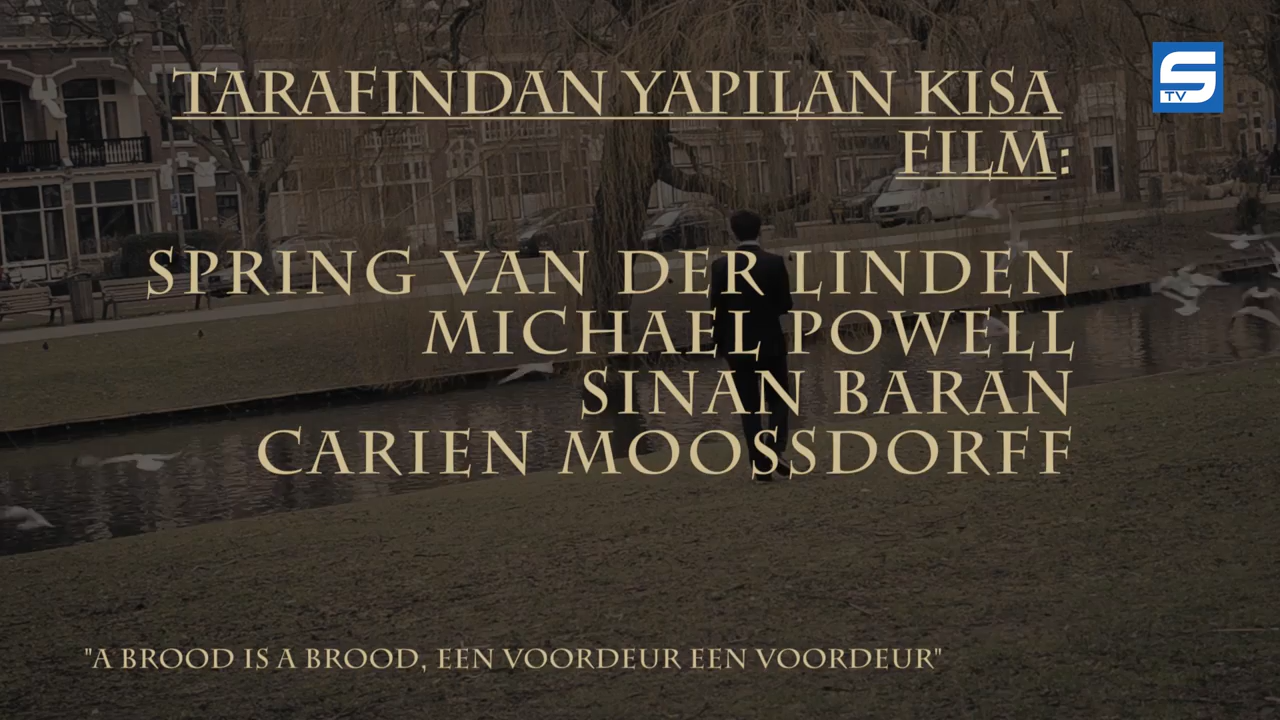 TARAFINDAN YAPILAN KISA
FILM:
SPRING VAN DER LINDEN
MICHAEL POWELL
SINAN BARAN
CARIEN MOOSSDORFF
"A BROOD IS A BROOD, EEN VOORDEUR EEN VOORDEUR"
S TV